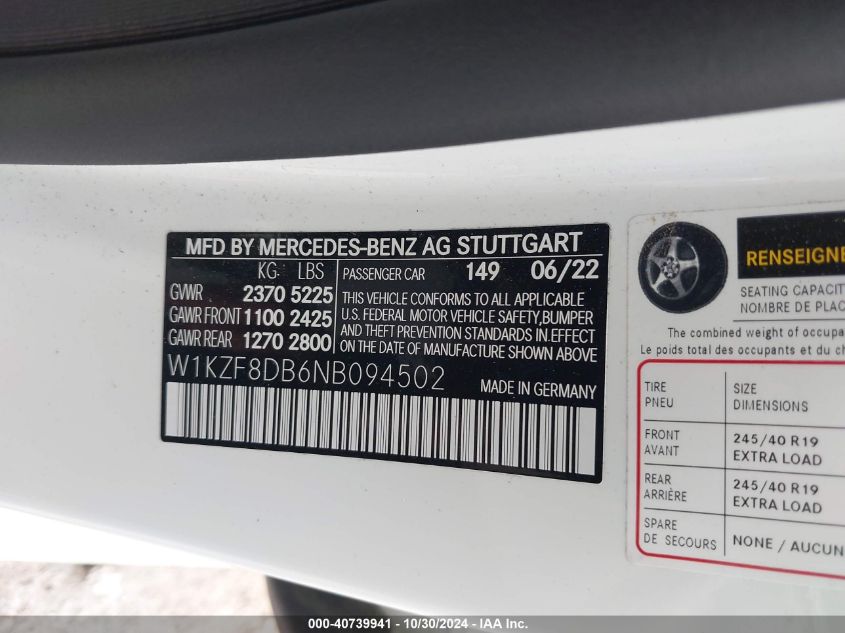 MFD BY MERCEDES-BENZ AG STUTTGART
KG LBS
GVWR 2370 5225
GAWR FRONT 1100 2425
GAWR REAR 1270 2800
PASSENGER CAR 149 06/22
THIS VEHICLE CONFORMS TO ALL APPLICABLE
U.S. FEDERAL MOTOR VEHICLE SAFETY,BUMPER
AND THEFT PREVENTION STANDARDS IN EFFECT
ON THE DATE OF MANUFACTURE SHOWN ABOVE
W1KZF8DB6NB094502
MADE IN GERMANY
RENSEIGNE
SEATING CAPACIT
NOMBRE DE PLAC
The combined weight of occupa
Le poids total des occupants et du cha
TIRE
PNEU
SIZE
DIMENSIONS
FRONT
AVANT
245/40 R19
EXTRA LOAD
REAR
ARRIÈRE
245/40 R19
EXTRA LOAD
SPARE
DE SECOURS
NONE / AUCUN
000-40739941 - 10/30/2024 - IAA Inc.